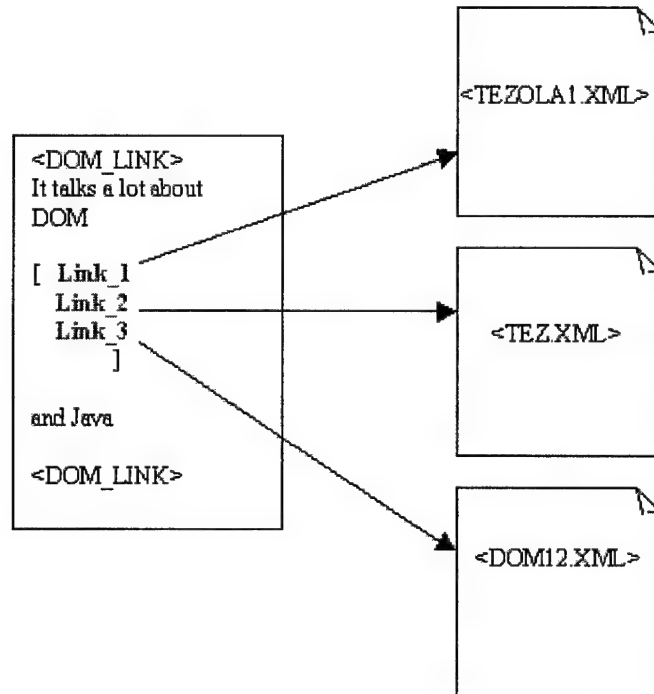 <DOM_LINK>
It talks a lot about
DOM
[ Link_1
Link_2
Link_3
]
and Java
<DOM_LINK>
<TEZOLA1.XML>
<TEZ.XML>
<DOM12.XML>